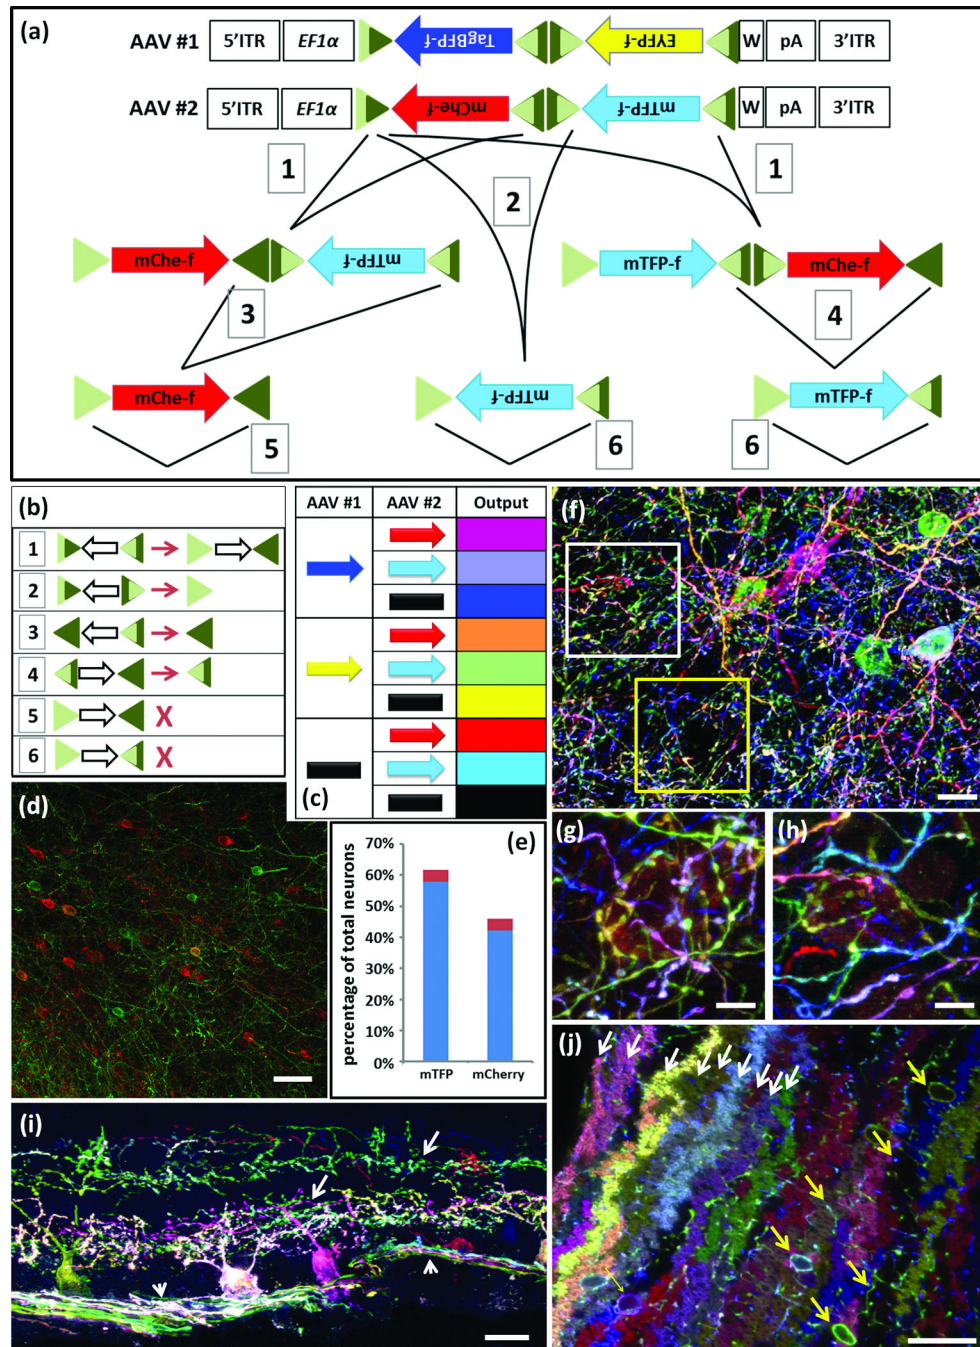 (a)
AAV #1 5'ITR EF1α TagBFP-f EYFP-f W pA 3'ITR
AAV #2 5'ITR EF1α mChe-f mTFP-f W pA 3'ITR
1 2 1
mChe-f mTFP-f mTFP-f mChe-f
3 4
mChe-f mTFP-f mTFP-f
5 6 6
(b)
1
2
3
4
5
6
X
X
AAV #1 AAV #2 Output
(c)
(d)
(e)
percentage of total neurons
70%
60%
50%
40%
30%
20%
10%
0%
mTFP mCherry
(f)
(g)
(h)
(i)
(j)